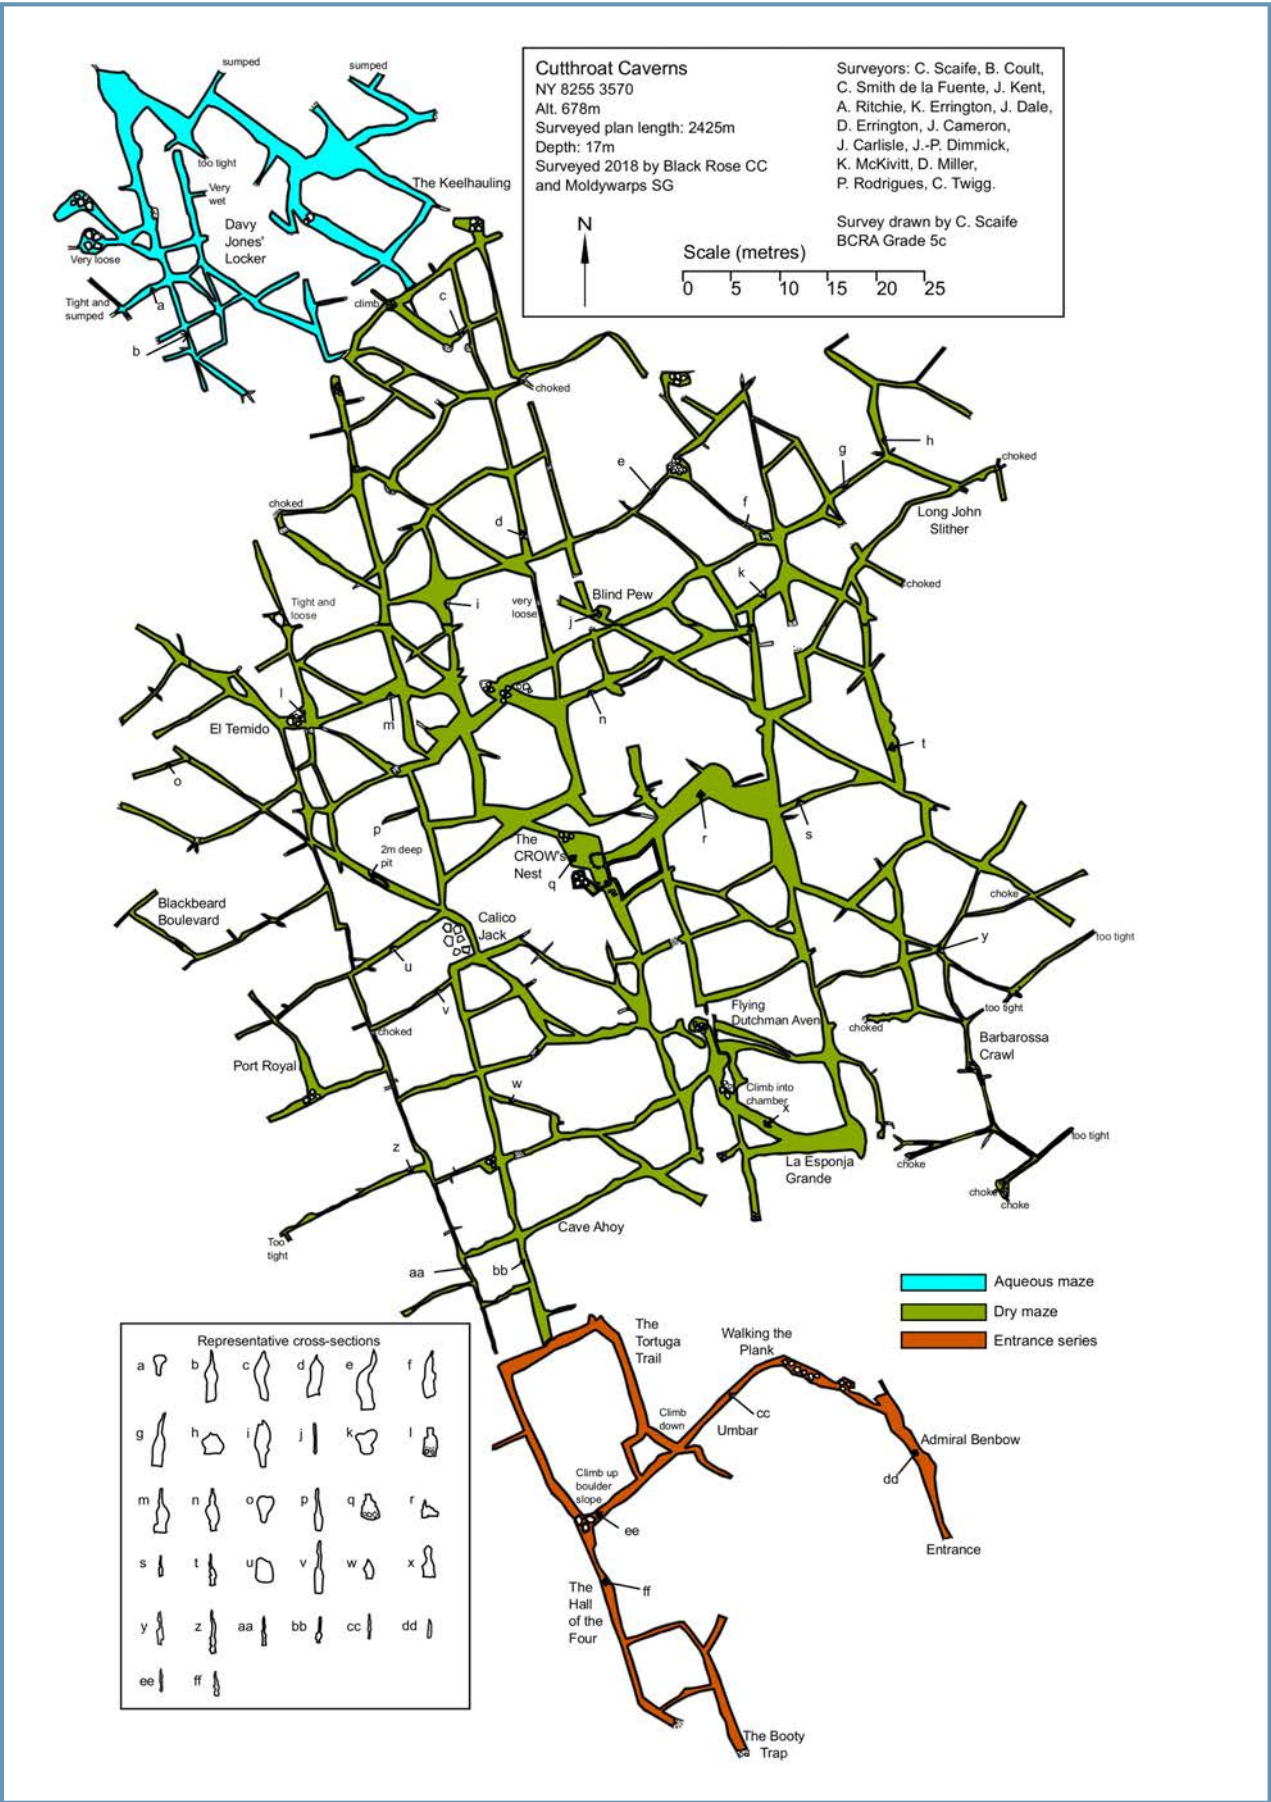 sumped
sumped
too tight
Very
wet
The Keelhauling
Davy
Jones'
Locker
Very loose
Tight and
sumped
a
b
climb
c
choked
Cutthroat Caverns
NY 8255 3570
Alt. 678m
Surveyed plan length: 2425m
Depth: 17m
Surveyed 2018 by Black Rose CC
and Moldywarps SG
Surveyors: C. Scaife, B. Coult,
C. Smith de la Fuente, J. Kent,
A. Ritchie, K. Errington, J. Dale,
D. Errington, J. Cameron,
J. Carlisle, J.-P. Dimmick,
K. McKivitt, D. Miller,
P. Rodrigues, C. Twigg.
Survey drawn by C. Scaife
BCRA Grade 5c
N
Scale (metres)
0 5 10 15 20 25
e
g
h
choked
f
Long John
Slither
choked
d
choked
k
Blind Pew
j
very
loose
i
Tight and
loose
l
El Temido
m
n
t
o
p
The
CROW's
Nest
q
r
s
2m deep
pit
Blackbeard
Boulevard
Calico
Jack
u
v
choked
choke
y
too tight
too tight
Flying
Dutchman Aven
choked
Barbarossa
Crawl
Port Royal
w
Climb into
chamber
x
too tight
z
La Esponja
Grande
choke
choke
choke
Too
tight
Cave Ahoy
aa
bb
Aqueous maze
Dry maze
Entrance series
The
Tortuga
Trail
Walking the
Plank
Climb
down
cc
Umbar
Admiral Benbow
dd
Climb up
boulder
slope
ee
Entrance
The
Hall
of the
Four
ff
The Booty
Trap
Representative cross-sections
a b c d e f
g h i j k l
m n o p q r
s t u v w x
y z aa bb cc dd
ee ff